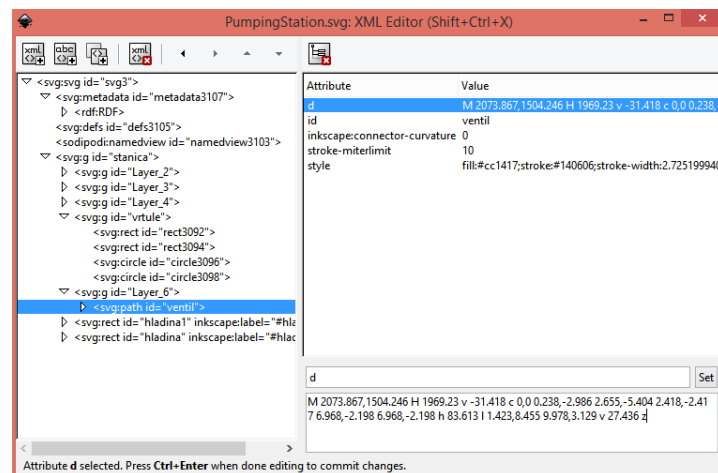 PumpingStation.svg: XML Editor (Shift+Ctrl+X)
<svg:svg id="svg3">
<svg:metadata id="metadata3107">
<rdf:RDF>
<svg:defs id="defs3105">
<sodipodi:namedview id="namedview3103">
<svg:g id="stanica">
<svg:g id="Layer_2">
<svg:g id="Layer_3">
<svg:g id="Layer_4">
<svg:g id="vrtule">
<svg:rect id="rect3092">
<svg:rect id="rect3094">
<svg:circle id="circle3096">
<svg:circle id="circle3098">
<svg:g id="Layer_6">
<svg:path id="ventil">
<svg:rect id="hladina1" inkscape:label="#hla
<svg:rect id="hladina" inkscape:label="#hlac
Attribute Value
d M 2073.867,1504.246 H 1969.23 v -31.418 c 0,0 0.238,
id ventil
inkscape:connector-curvature 0
stroke-miterlimit 10
style fill:#cc1417;stroke:#140606;stroke-width:2.725199940
d Set
M 2073.867,1504.246 H 1969.23 v -31.418 c 0,0 0.238,-2.986 2.655,-5.404 2.418,-2.41
7 6.968,-2.198 6.968,-2.198 h 83.613 l 1.423,8.455 9.978,3.129 v 27.436 z
Attribute d selected. Press Ctrl+Enter when done editing to commit changes.